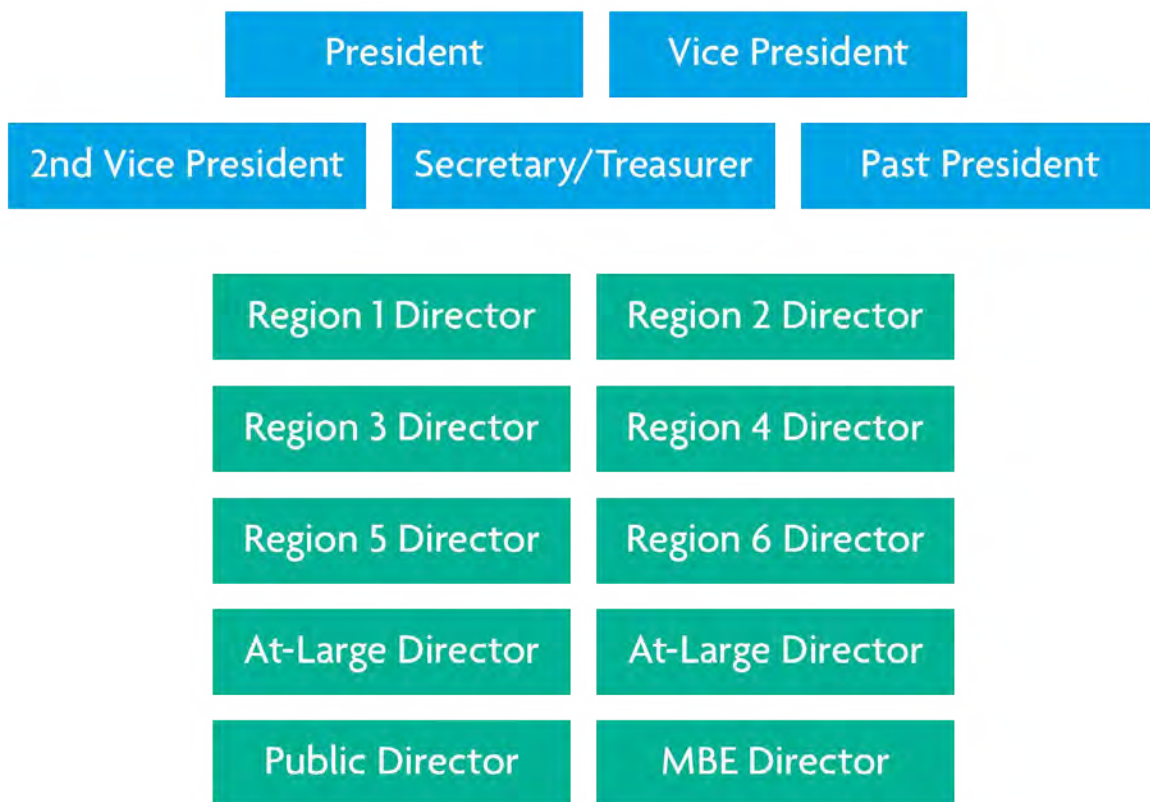 President
Vice President
2nd Vice President
Secretary/Treasurer
Past President
Region 1 Director
Region 2 Director
Region 3 Director
Region 4 Director
Region 5 Director
Region 6 Director
At-Large Director
At-Large Director
Public Director
MBE Director